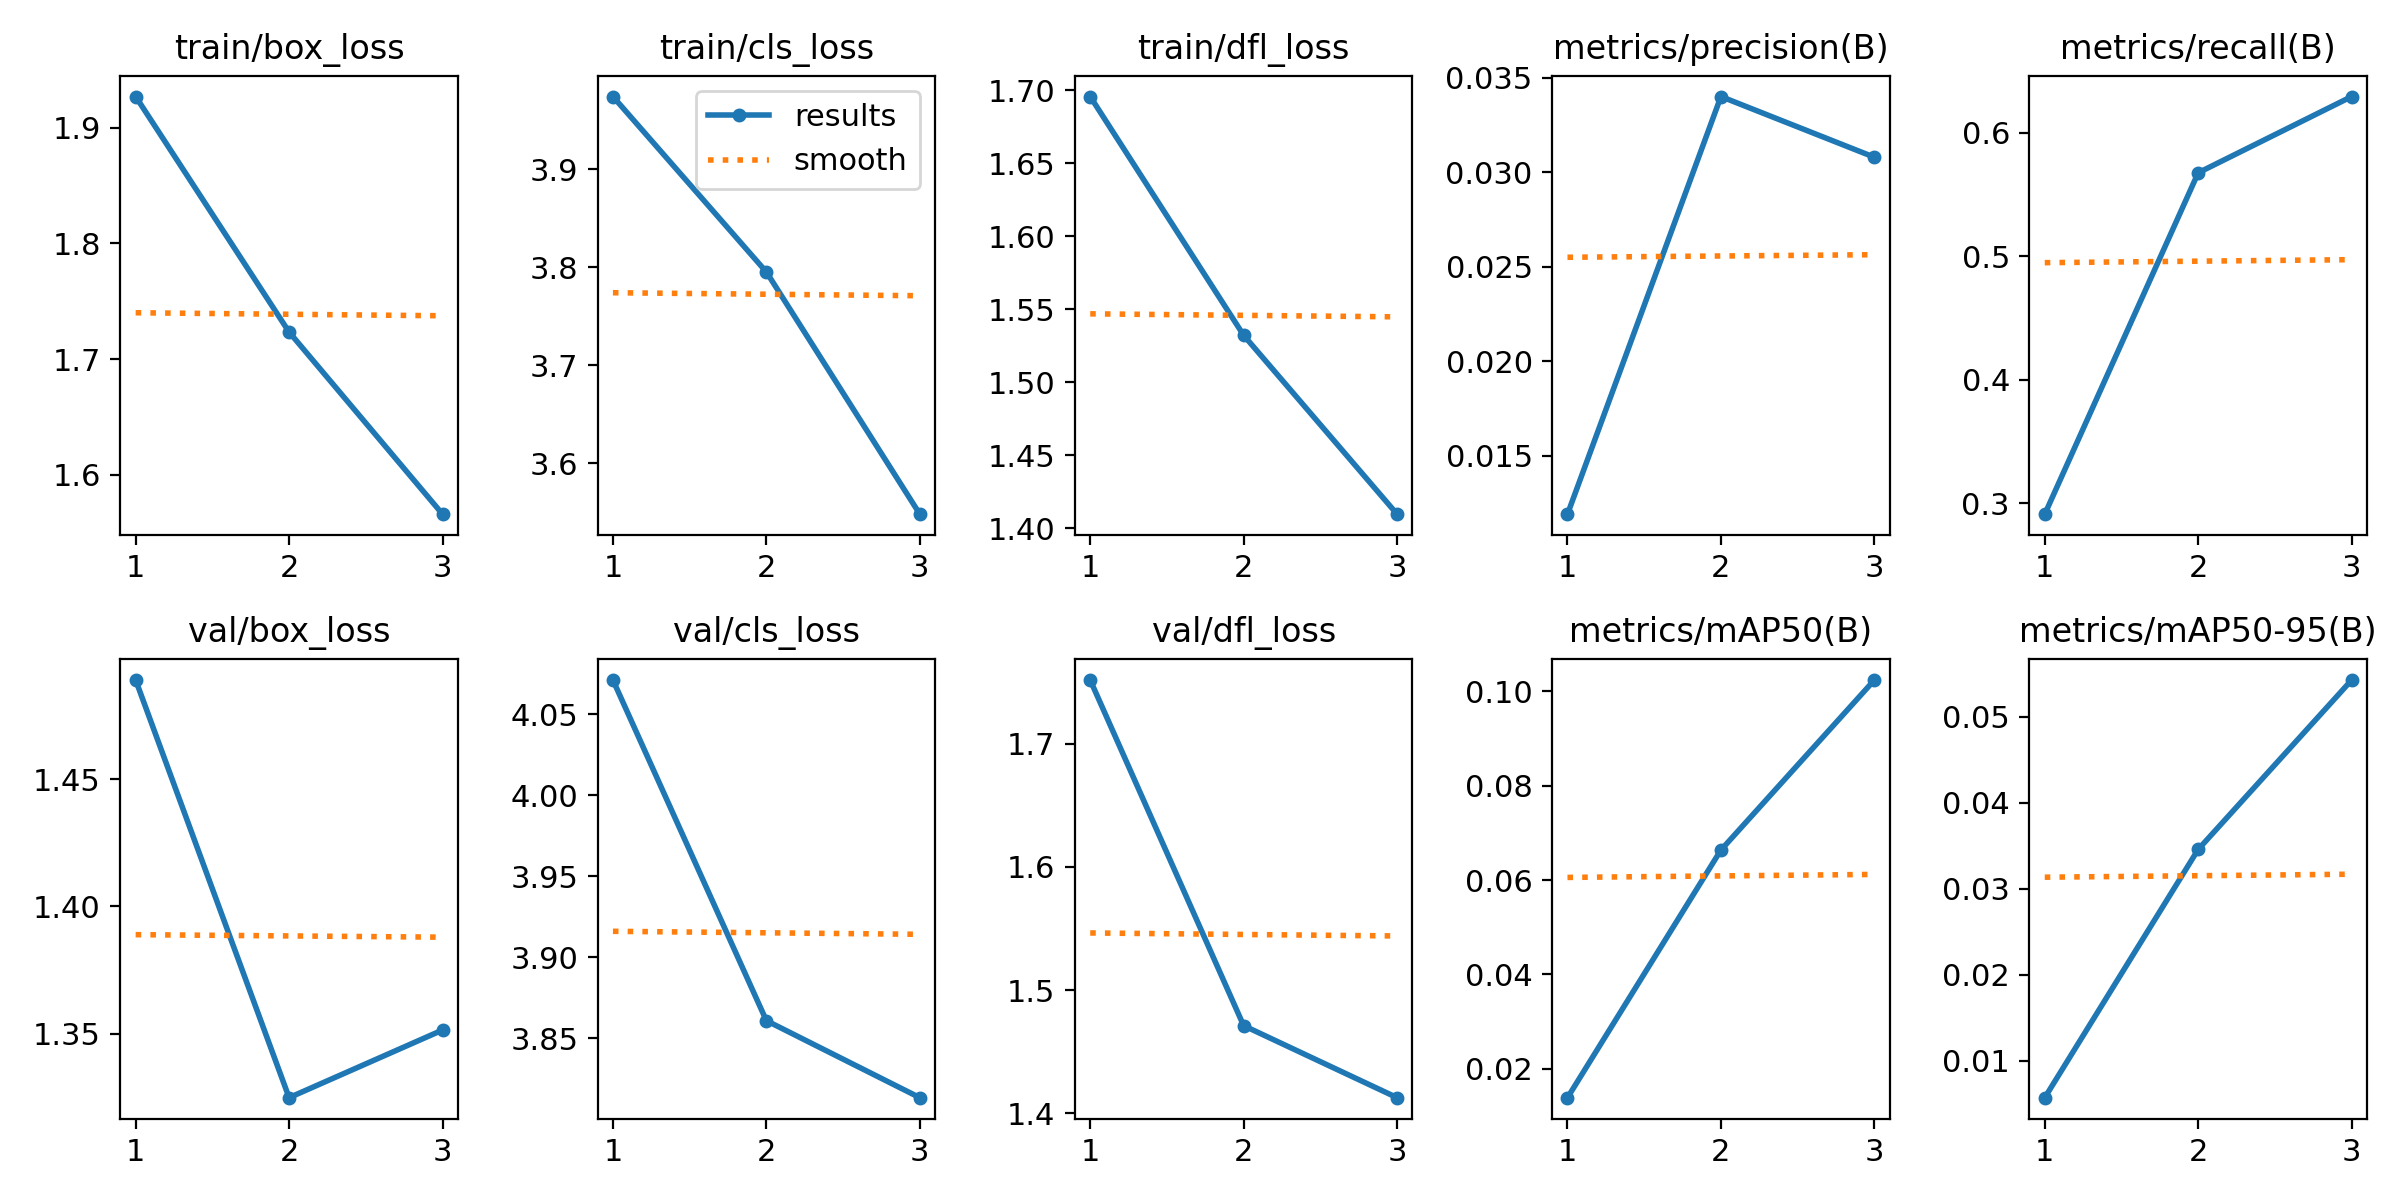 train/box_loss
1.9
1.8
1.7
1.6
1 2 3
train/cls_loss
results
smooth
3.9
3.8
3.7
3.6
1 2 3
train/dfl_loss
1.70
1.65
1.60
1.55
1.50
1.45
1.40
1 2 3
metrics/precision(B)
0.035
0.030
0.025
0.020
0.015
1 2 3
metrics/recall(B)
0.6
0.5
0.4
0.3
1 2 3
val/box_loss
1.45
1.40
1.35
1 2 3
val/cls_loss
4.05
4.00
3.95
3.90
3.85
1 2 3
val/dfl_loss
1.7
1.6
1.5
1.4
1 2 3
metrics/mAP50(B)
0.10
0.08
0.06
0.04
0.02
1 2 3
metrics/mAP50-95(B)
0.05
0.04
0.03
0.02
0.01
1 2 3